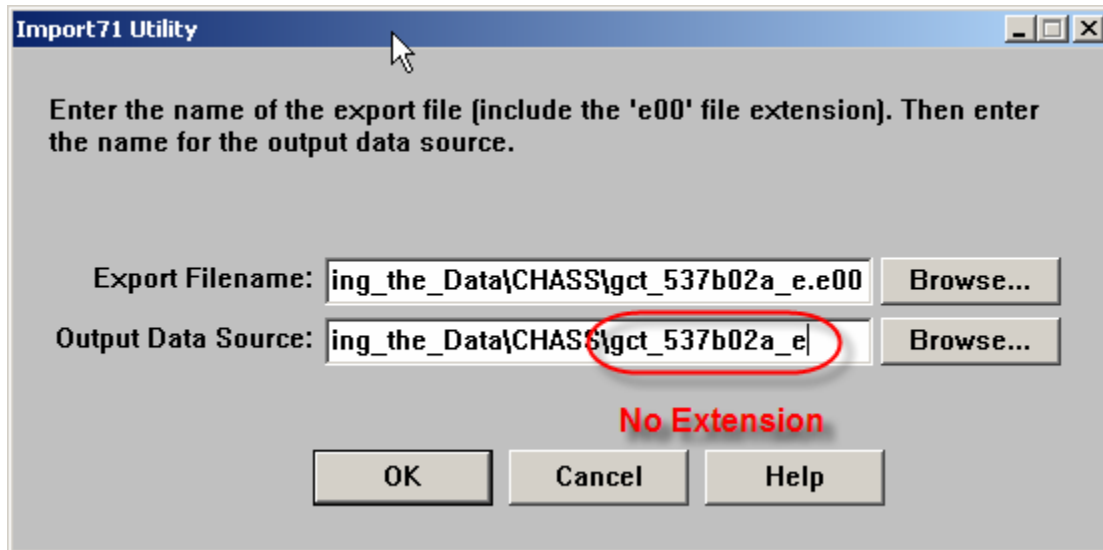 Import71 Utility
Enter the name of the export file (include the 'e00' file extension). Then enter
the name for the output data source.
Export Filename: ing_the_Data\CHASS\gct_537b02a_e.e00 Browse...
Output Data Source: ing_the_Data\CHASS\gct_537b02a_e Browse...
No Extension
OK Cancel Help